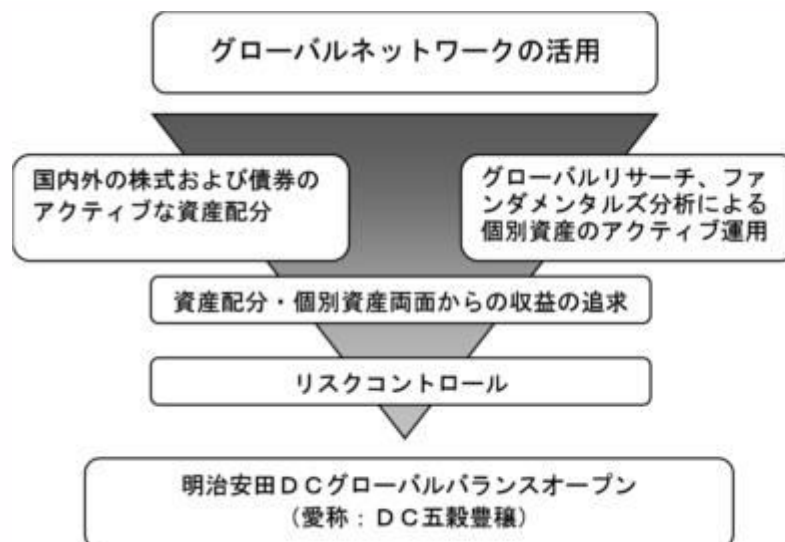 グローバルネットワークの活用
国内外の株式および債券の
アクティブな資産配分
グローバルリサーチ、ファ
ンダメンタルズ分析による
個別資産のアクティブ運用
資産配分・個別資産両面からの収益の追求
リスクコントロール
明治安田ＤＣグローバルバランスオープン
（愛称：ＤＣ五穀豊穣）